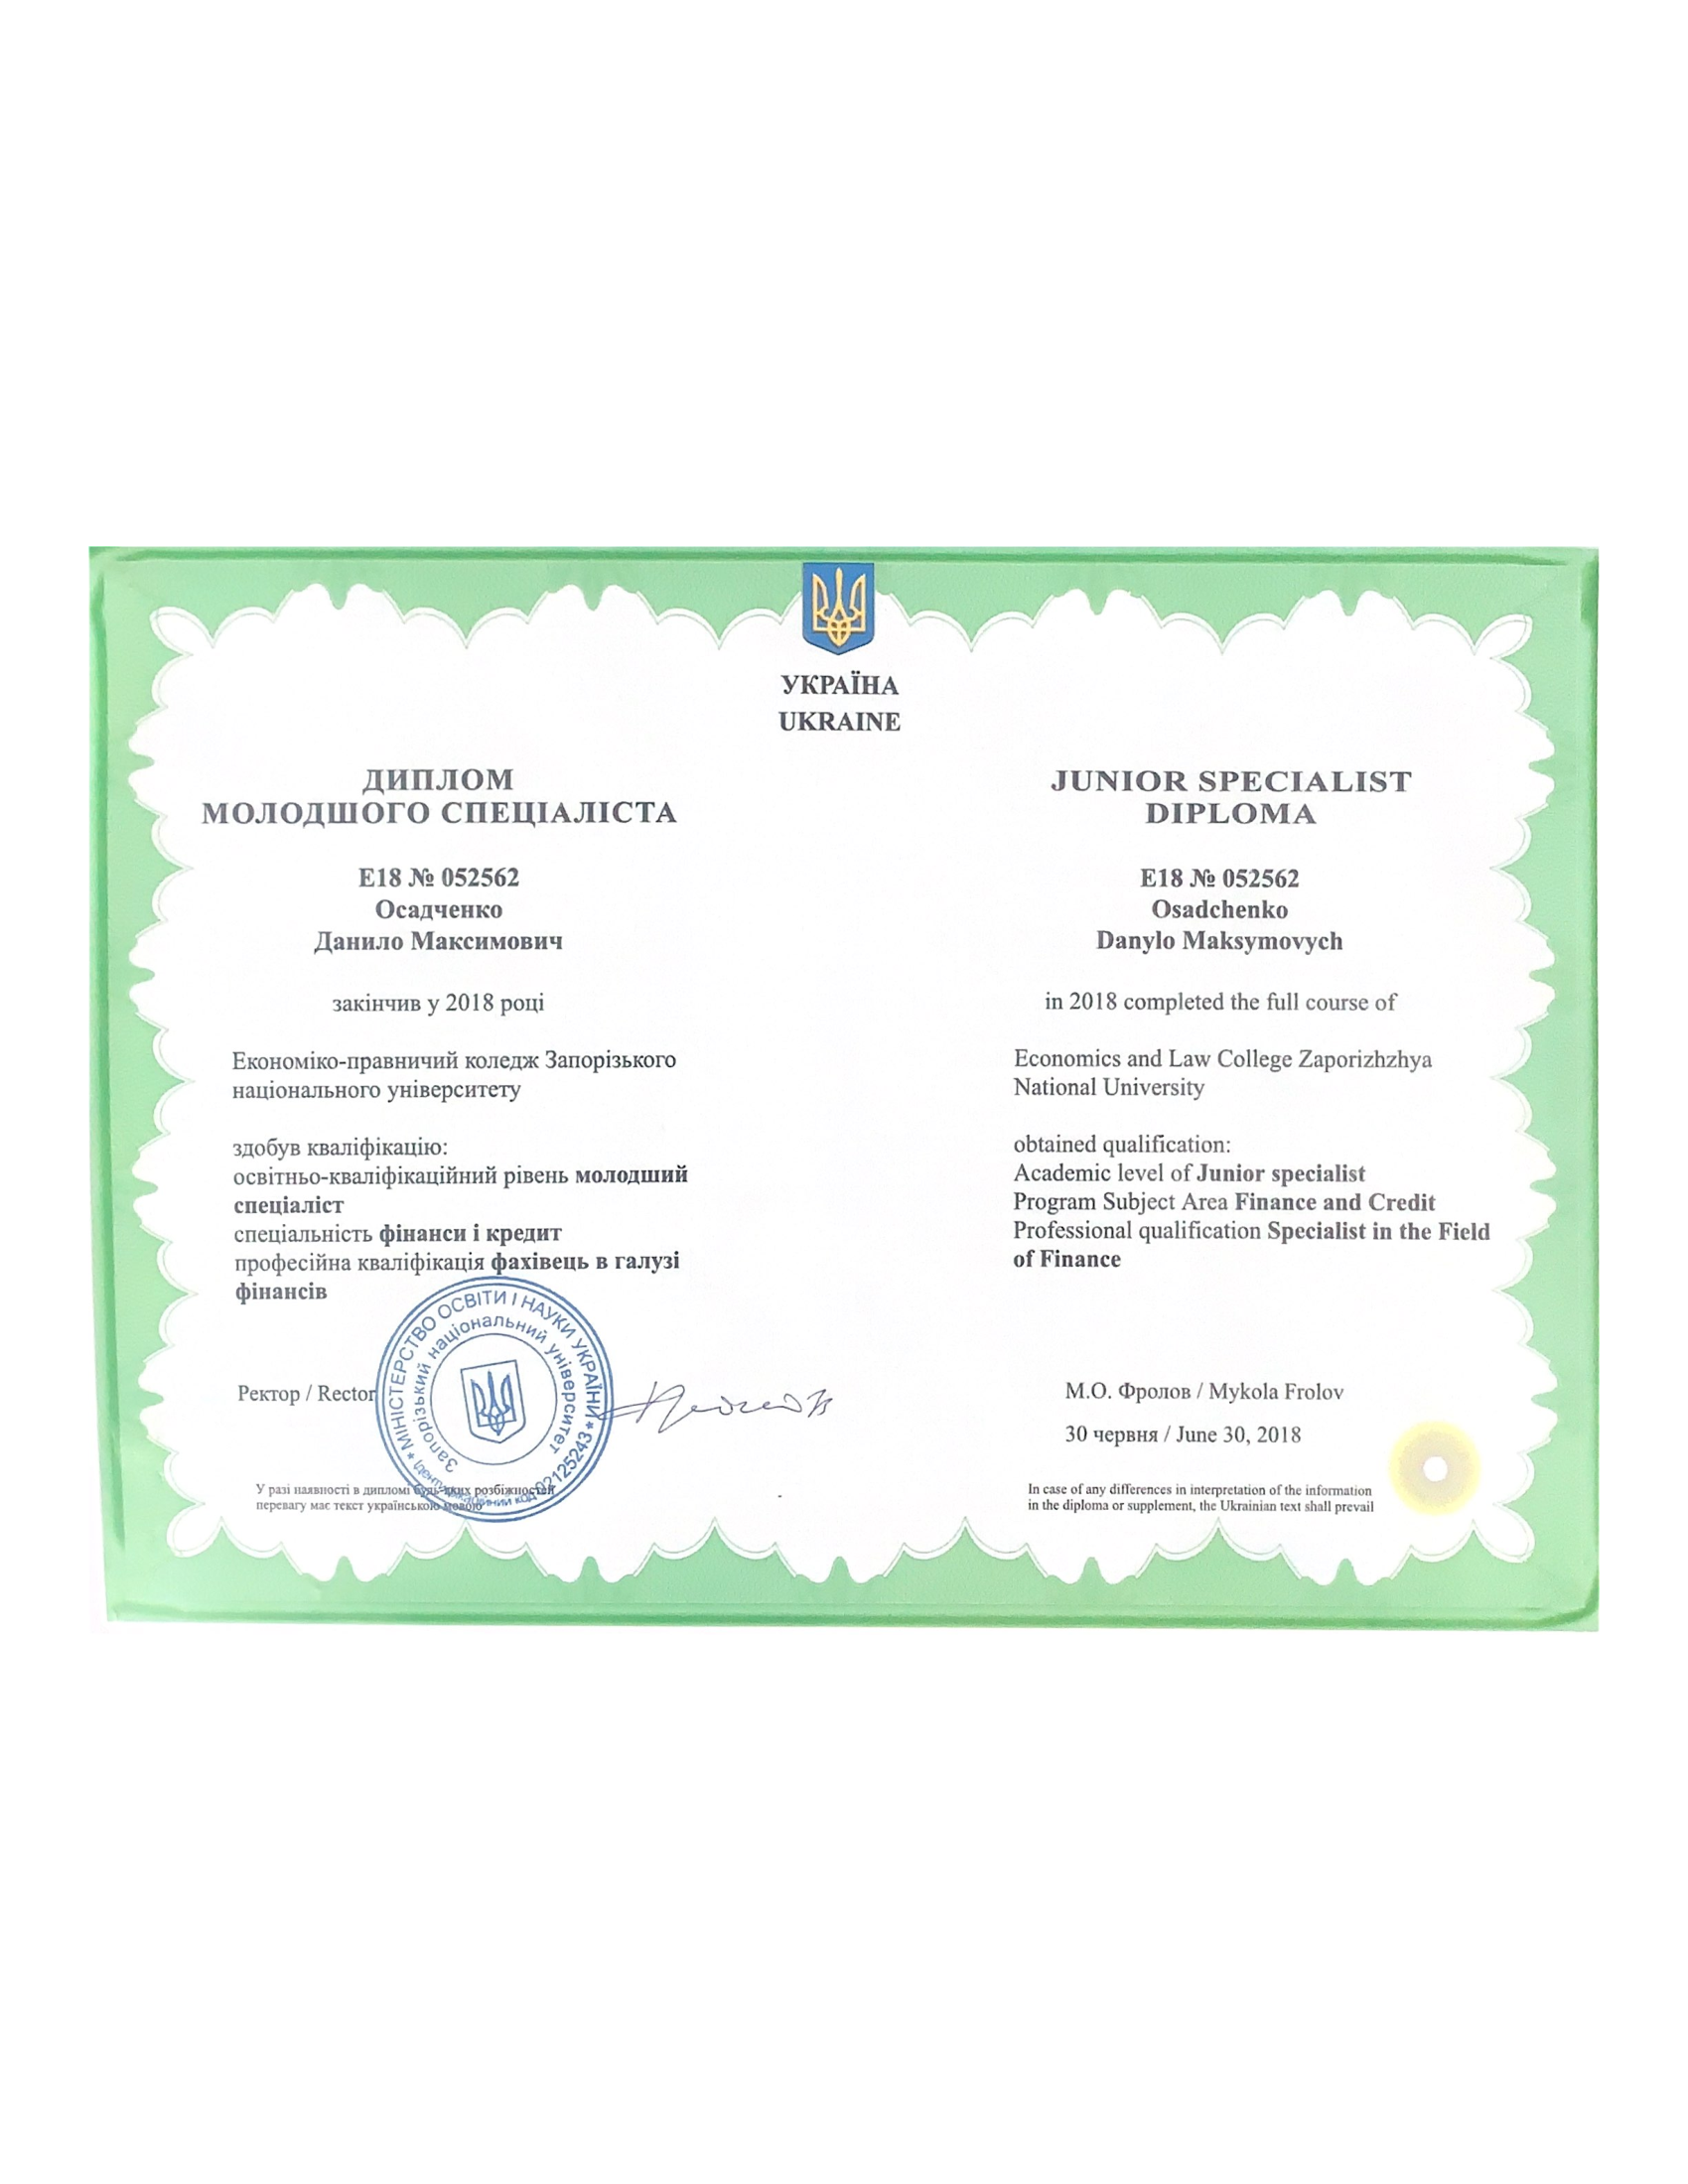 УКРАЇНА
UKRAINE
ДИПЛОМ
МОЛОДШОГО СПЕЦІАЛІСТА
Е18 № 052562
Осадченко
Данило Максимович
закінчив у 2018 році
Економіко-правничий коледж Запорізького
національного університету
здобув кваліфікацію:
освітньо-кваліфікаційний рівень молодший
спеціаліст
спеціальність фінанси і кредит
професійна кваліфікація фахівець в галузі
фінансів
Ректор / Rector
МІНІСТЕРСТВО ОСВІТИ І НАУКИ УКРАЇНИ
Запорізький національний університет
код 02125243
У разі наявності в дипломі будь-яких розбіжностей
перевагу має текст українською мовою
JUNIOR SPECIALIST
DIPLOMA
E18 № 052562
Osadchenko
Danylo Maksymovych
in 2018 completed the full course of
Economics and Law College Zaporizhzhya
National University
obtained qualification:
Academic level of Junior specialist
Program Subject Area Finance and Credit
Professional qualification Specialist in the Field
of Finance
М.О. Фролов / Mykola Frolov
30 червня / June 30, 2018
In case of any differences in interpretation of the information
in the diploma or supplement, the Ukrainian text shall prevail